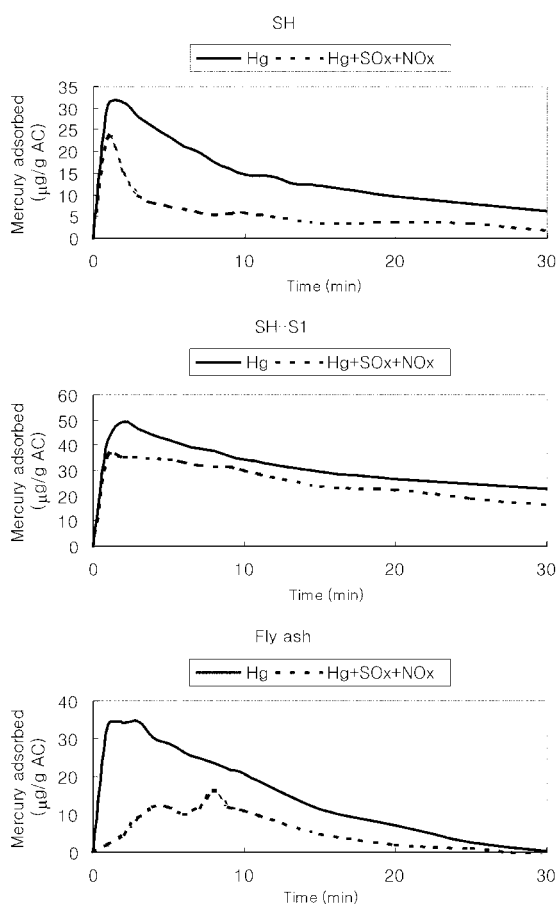 SH
Hg Hg+SOx+NOx
Mercury adsorbed
(μg/g AC)
35
30
25
20
15
10
5
0
0 10 20 30
Time (min)
SH-S1
Hg Hg+SOx+NOx
Mercury adsorbed
(μg/g AC)
60
50
40
30
20
10
0
0 10 20 30
Time (min)
Fly ash
Hg Hg+SOx+NOx
Mercury adsorbed
(μg/g AC)
40
30
20
10
0
0 10 20 30
Time (min)